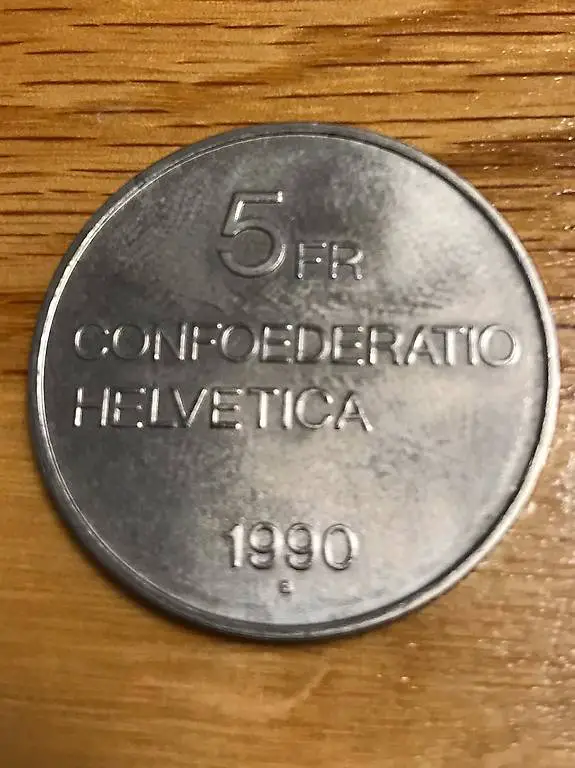 5 FR
CONFOEDERATIO
HELVETICA
1990
B